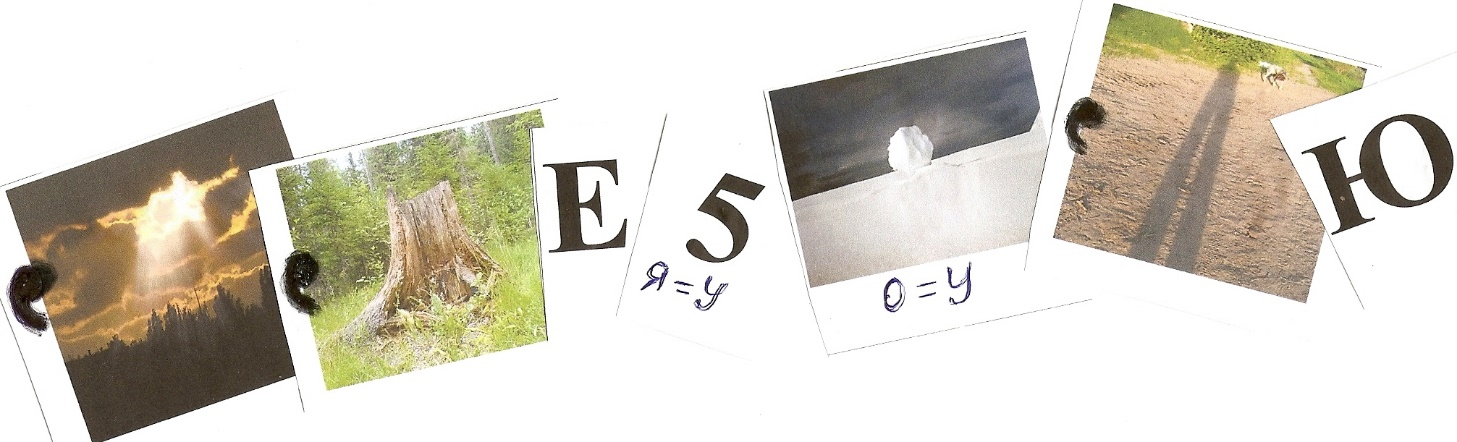 , , Е 5 , Ю
Я=У О=У